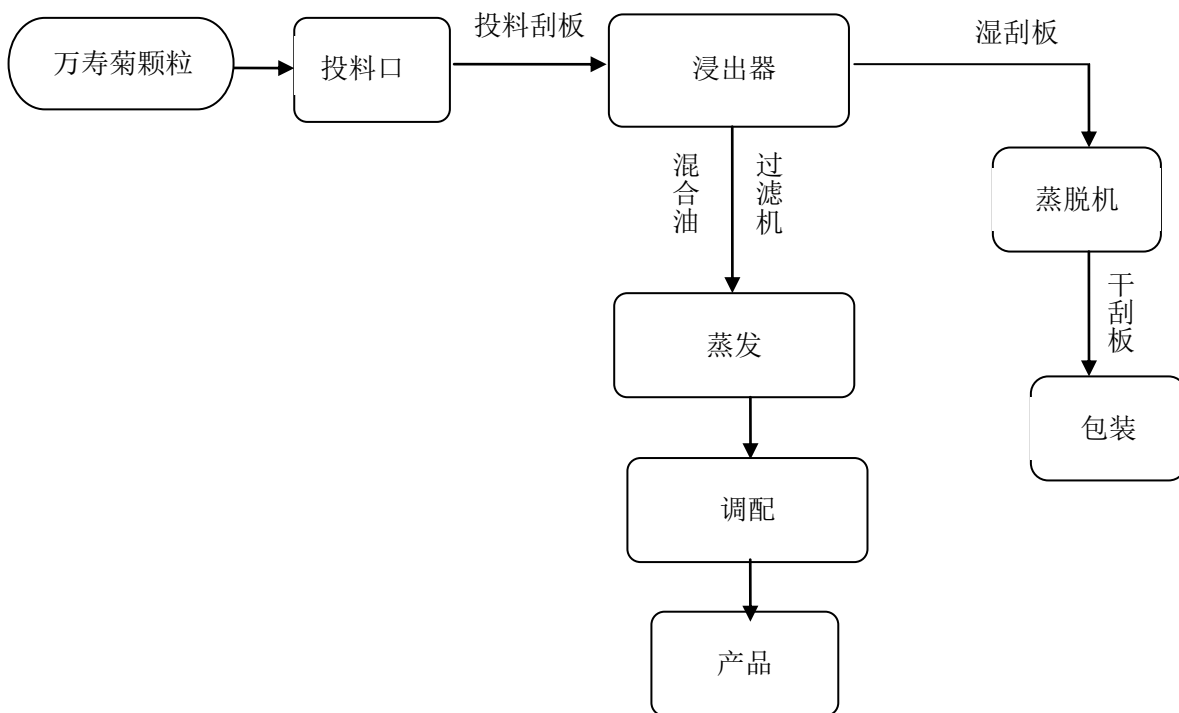 万寿菊颗粒
投料口
投料刮板
浸出器
湿刮板
混合油
过滤机
蒸脱机
干刮板
蒸发
包装
调配
产品